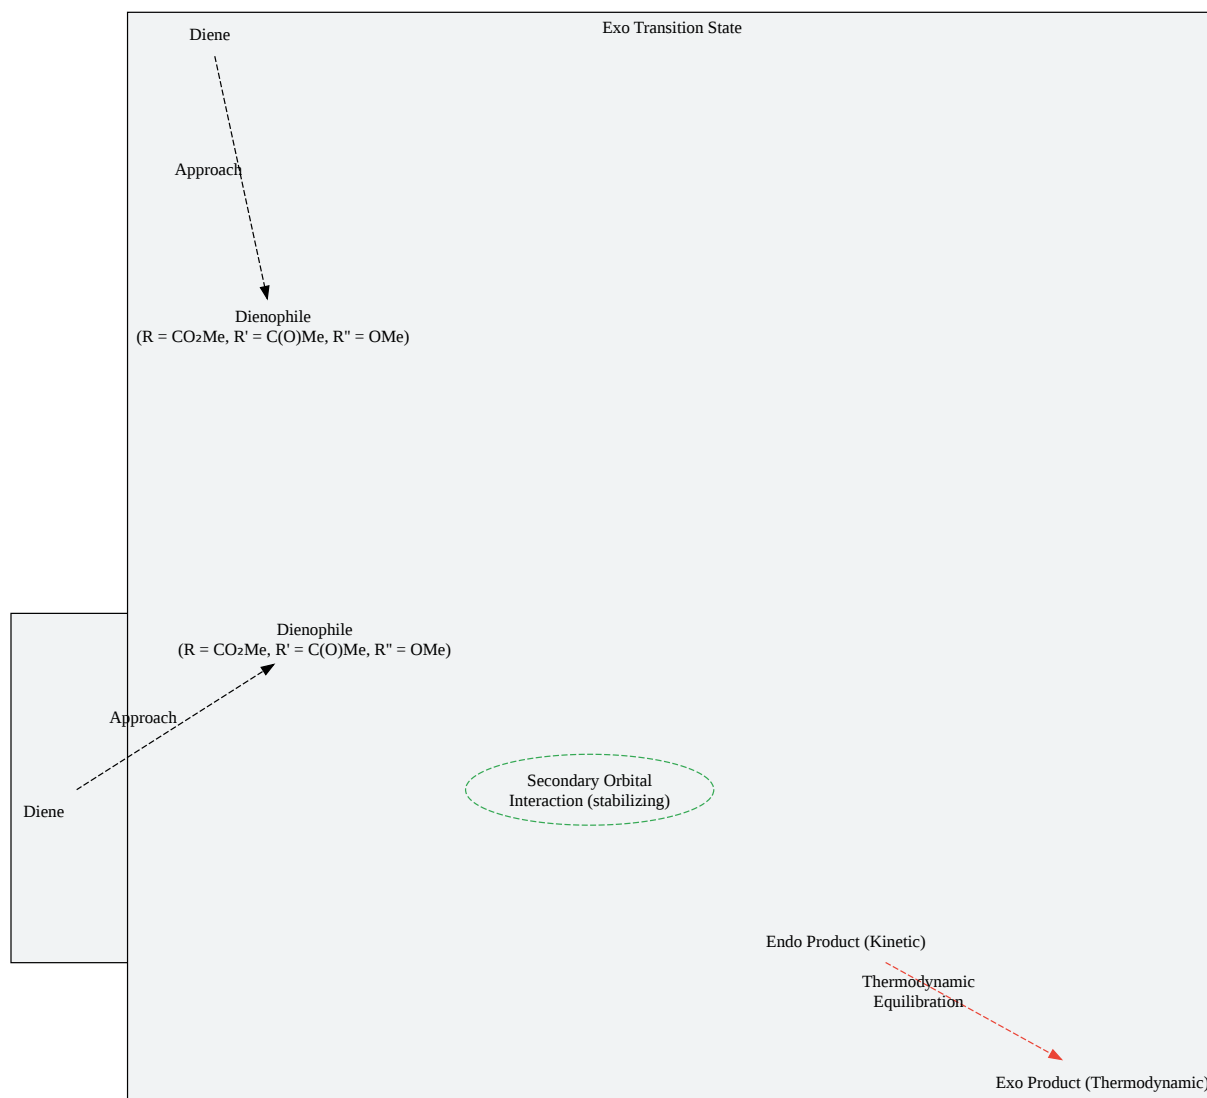 Exo Transition State
Diene
Approach
Dienophile
(R = CO₂Me, R' = C(O)Me, R'' = OMe)
Dienophile
(R = CO₂Me, R' = C(O)Me, R'' = OMe)
Approach
Diene
Secondary Orbital
Interaction (stabilizing)
Endo Product (Kinetic)
Thermodynamic
Equilibration
Exo Product (Thermodynamic)